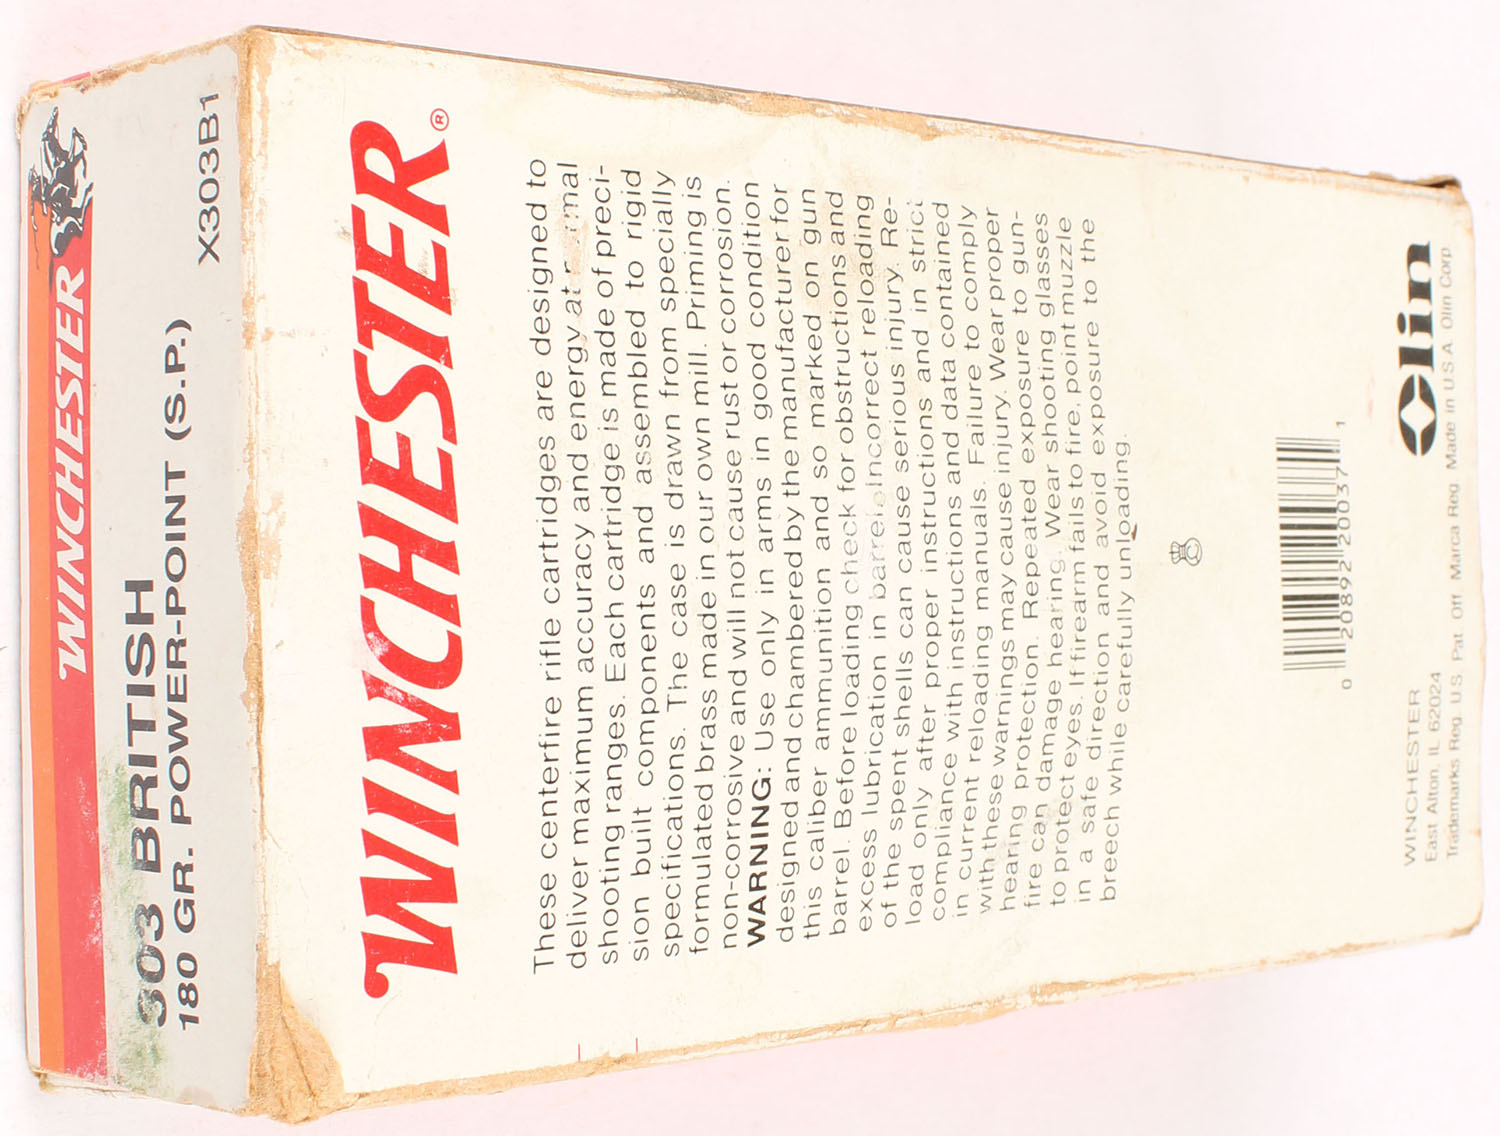 WINCHESTER
303 BRITISH
180 GR. POWER-POINT (S.P.)
X303B1
WINCHESTER®
These centerfire rifle cartridges are designed to
deliver maximum accuracy and energy at normal
shooting ranges. Each cartridge is made of preci-
sion built components and assembled to rigid
specifications. The case is drawn from specially
formulated brass made in our own mill. Priming is
non-corrosive and will not cause rust or corrosion.
WARNING: Use only in arms in good condition
designed and chambered by the manufacturer for
this caliber ammunition and so marked on gun
barrel. Before loading check for obstructions and
excess lubrication in barrel. Incorrect reloading
of the spent shells can cause serious injury. Re-
load only after proper instructions and in strict
compliance with instructions and data contained
in current reloading manuals. Failure to comply
with these warnings may cause injury. Wear proper
hearing protection. Repeated exposure to gun-
fire can damage hearing. Wear shooting glasses
to protect eyes. If firearm fails to fire, point muzzle
in a safe direction and avoid exposure to the
breech while carefully unloading.
C
0 20892 20037 1
WINCHESTER
East Alton, IL 62024
Trademarks Reg. U.S. Pat. Off. Marca Reg. Made in U.S.A. Olin Corp
Olin